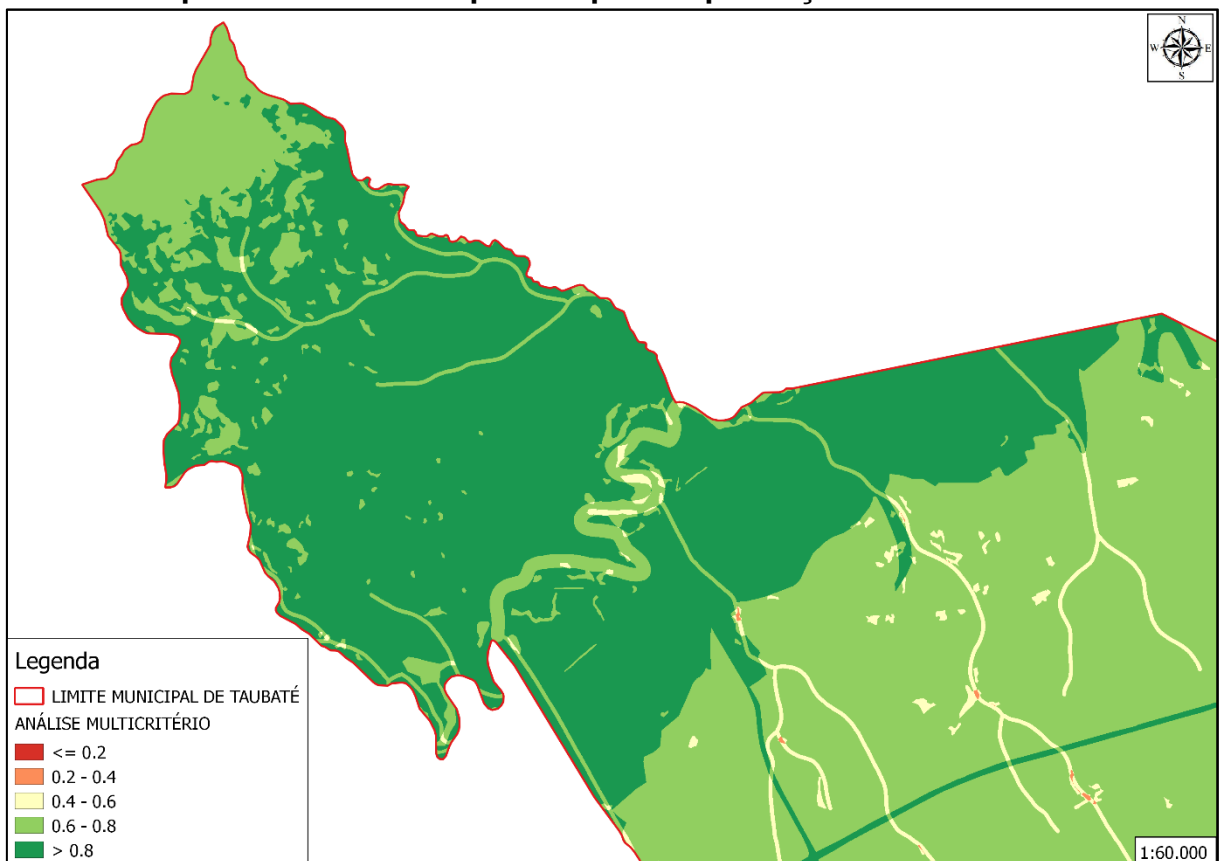 N
W E
S
Legenda
LIMITE MUNICIPAL DE TAUBATÉ
ANÁLISE MULTICRITÉRIO
<= 0.2
0.2 - 0.4
0.4 - 0.6
0.6 - 0.8
> 0.8
1:60.000